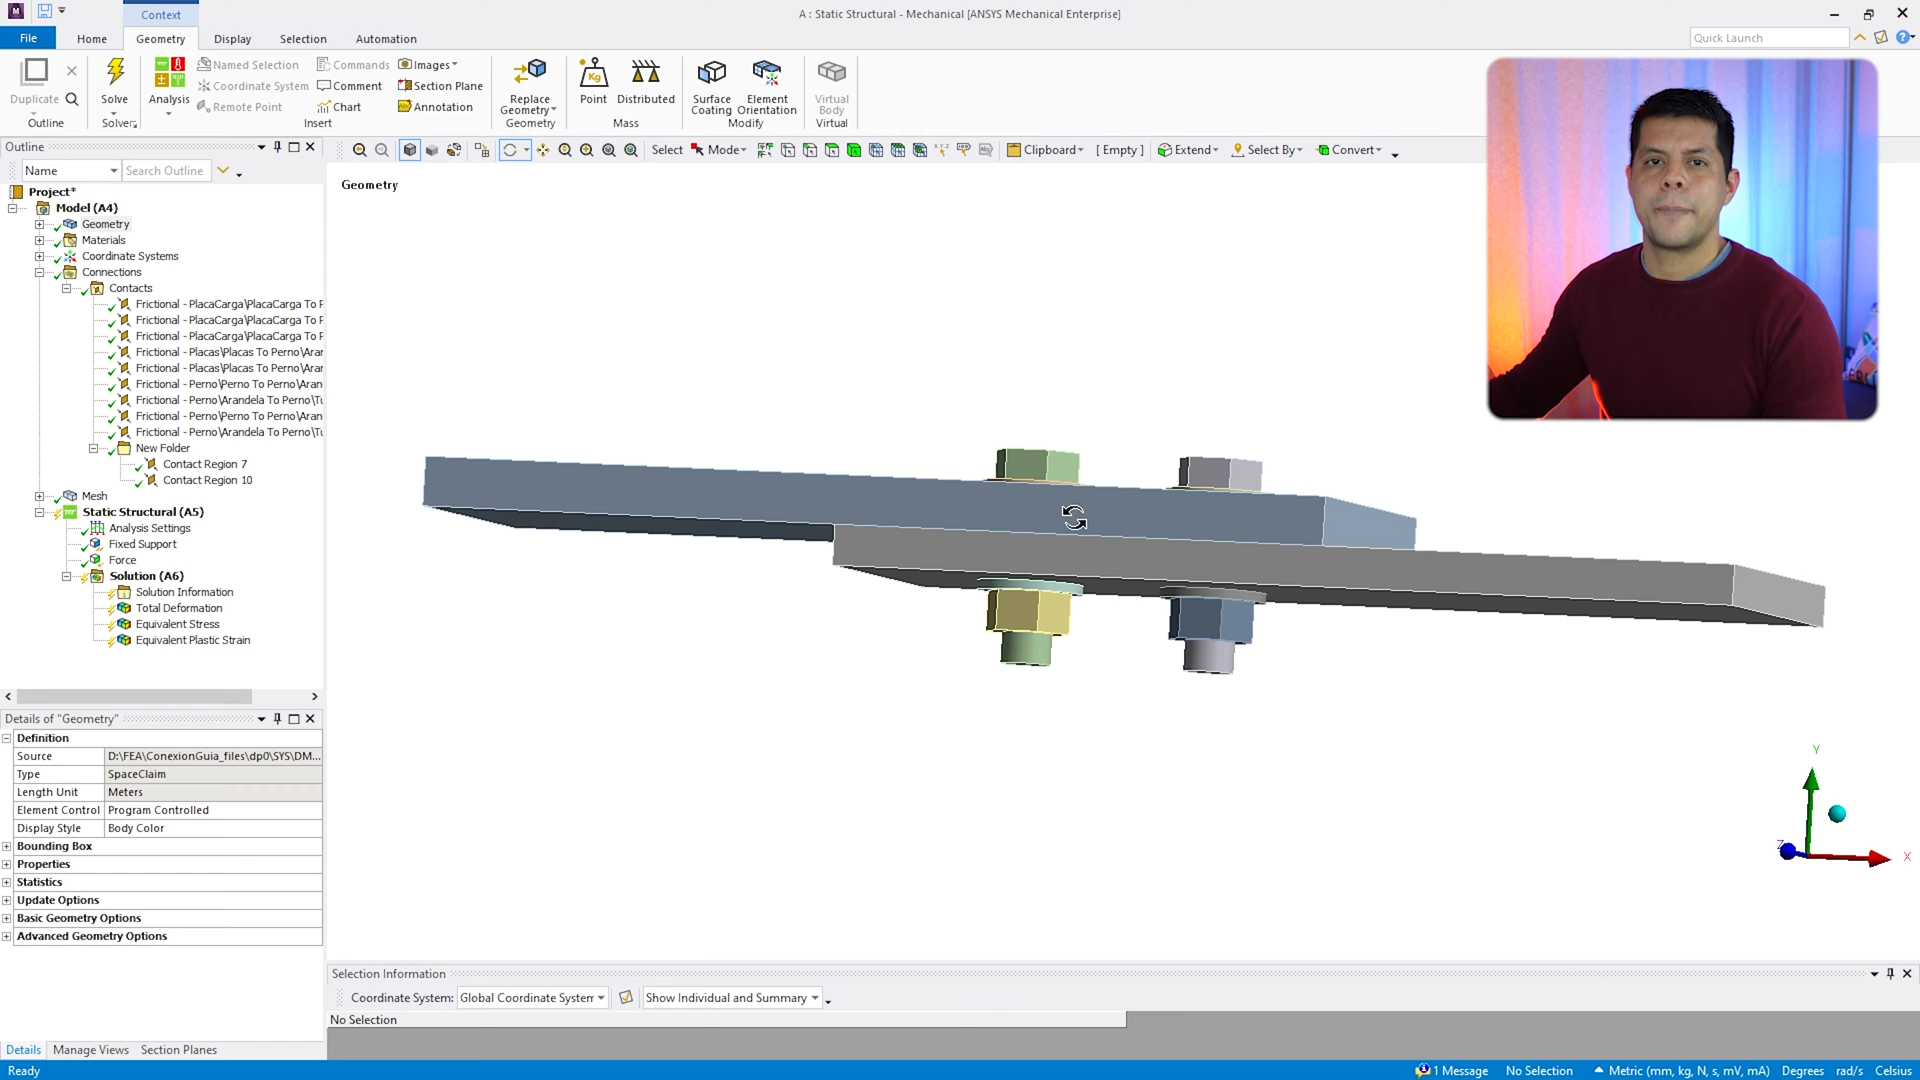 Context
A : Static Structural - Mechanical [ANSYS Mechanical Enterprise]
File Home Geometry Display Selection Automation
Quick Launch
Duplicate
Outline
Solve
Solver
Analysis
Named Selection
Coordinate System
Remote Point
Commands
Comment
Chart
Images
Section Plane
Annotation
Insert
Replace
Geometry
Geometry
Kg
Point
Distributed
Mass
Surface
Coating
Element
Orientation
Modify
Virtual
Body
Virtual
Outline
Name
Search Outline
Select
Mode
Clipboard
[ Empty ]
Extend
Select By
Convert
Geometry
Project*
Model (A4)
Geometry
Materials
Coordinate Systems
Connections
Contacts
Frictional - PlacaCarga\PlacaCarga To F
Frictional - PlacaCarga\PlacaCarga To F
Frictional - PlacaCarga\PlacaCarga To F
Frictional - Placas\Placas To Perno\Arar
Frictional - Placas\Placas To Perno\Arar
Frictional - Perno\Perno To Perno\Aran
Frictional - Perno\Arandela To Perno\Tu
Frictional - Perno\Perno To Perno\Aran
Frictional - Perno\Arandela To Perno\Tu
New Folder
Contact Region 7
Contact Region 10
Mesh
Static Structural (A5)
Analysis Settings
Fixed Support
Force
Solution (A6)
Solution Information
Total Deformation
Equivalent Stress
Equivalent Plastic Strain
Details of "Geometry"
Definition
Source D:\FEA\ConexionGuia_files\dp0\SYS\DM...
Type SpaceClaim
Length Unit Meters
Element Control Program Controlled
Display Style Body Color
Bounding Box
Properties
Statistics
Update Options
Basic Geometry Options
Advanced Geometry Options
Y
Z
X
Selection Information
Coordinate System: Global Coordinate System
Show Individual and Summary
No Selection
Details Manage Views Section Planes
Ready
1 Message No Selection Metric (mm, kg, N, s, mV, mA) Degrees rad/s Celsius